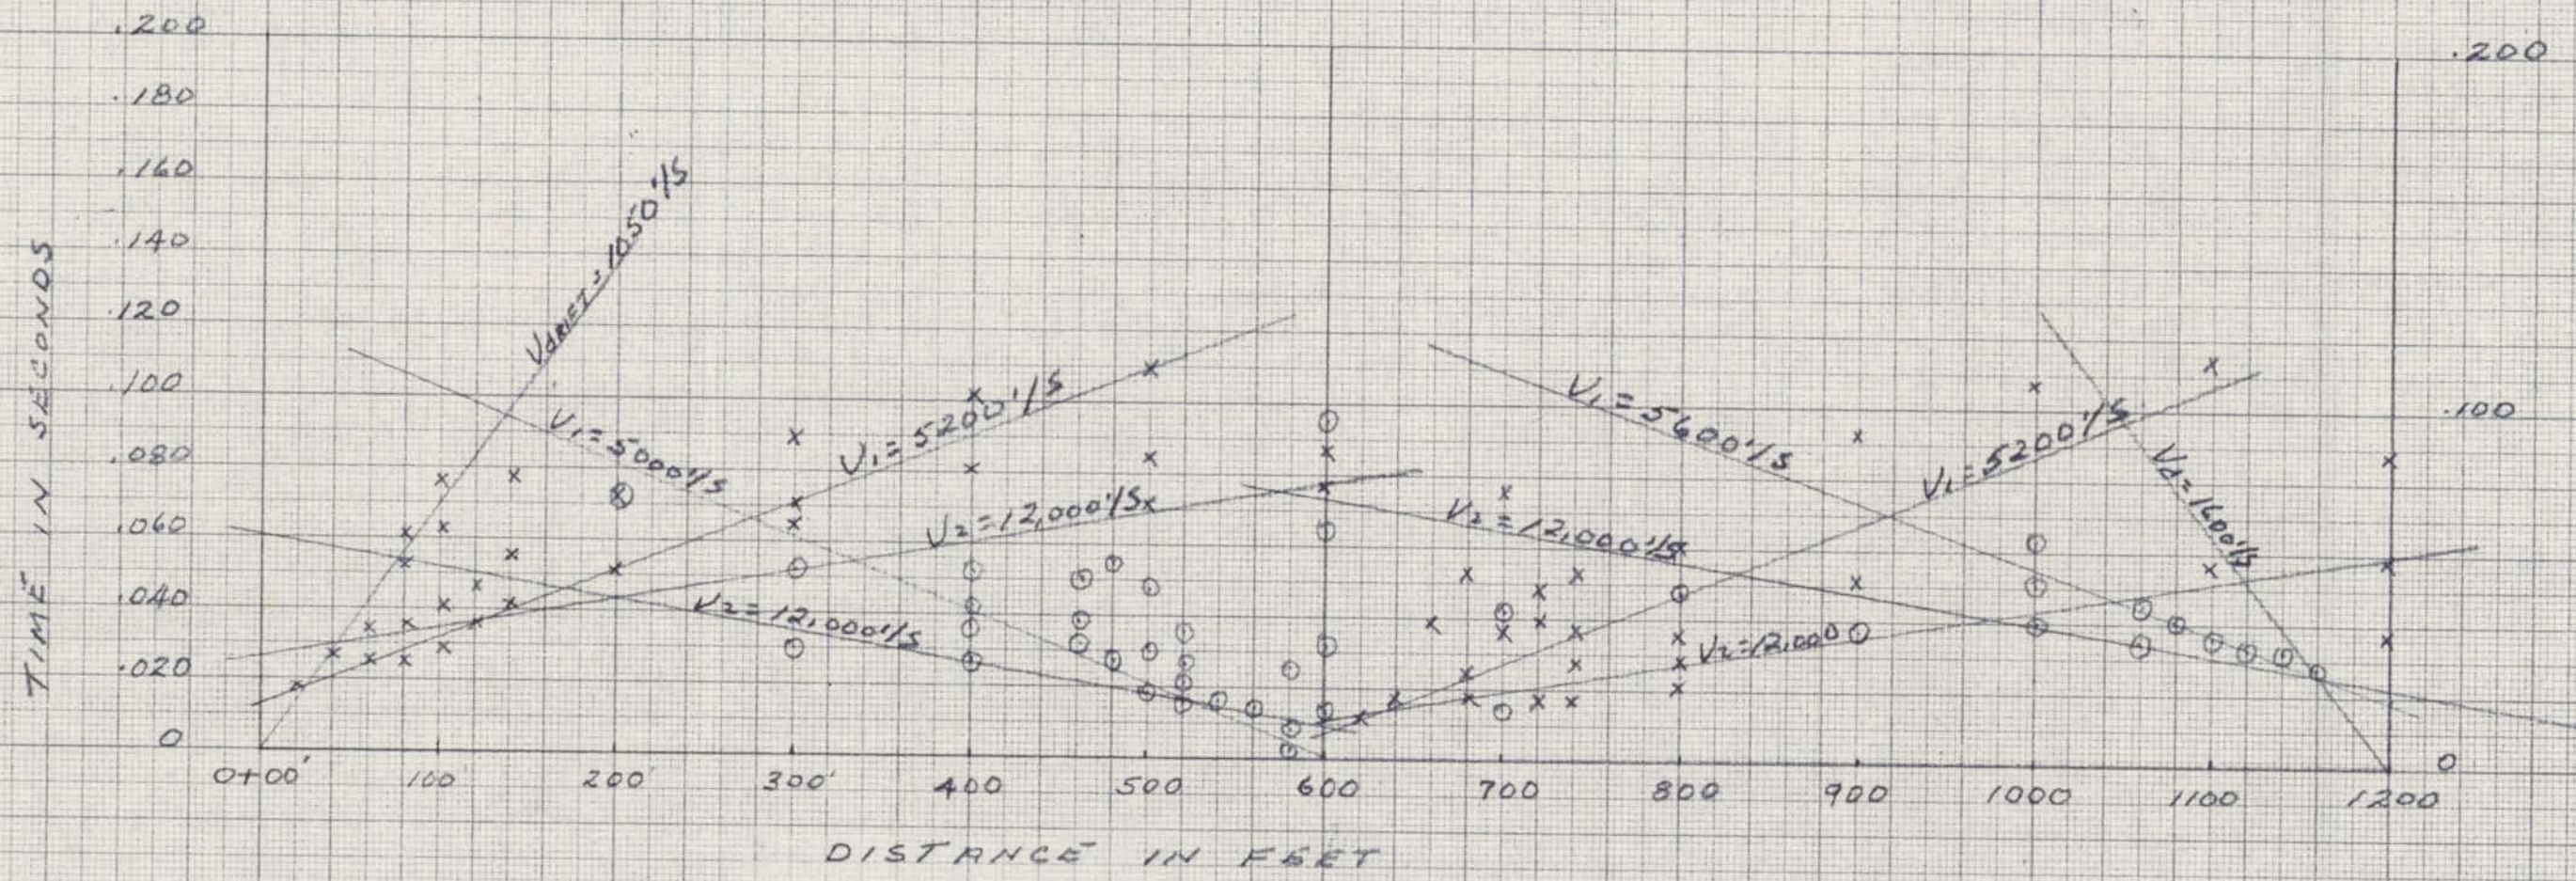 .200
.180
.160
.140
.120
.100
.080
.060
.040
.020
0
TIME IN SECONDS
.200
.100
0
V1=5000'/S
V1=5200'/S
V2=12,000'/S
V2=12,000'/S
V2=12,000'/S
V1=5600'/S
V1=5200'/S
V2=12,000
Vd=1600'/S
= 1050'/S
0+00'
100'
200'
300'
400
500
600
700
800
900
1000
1100
1200
DISTANCE IN FEET